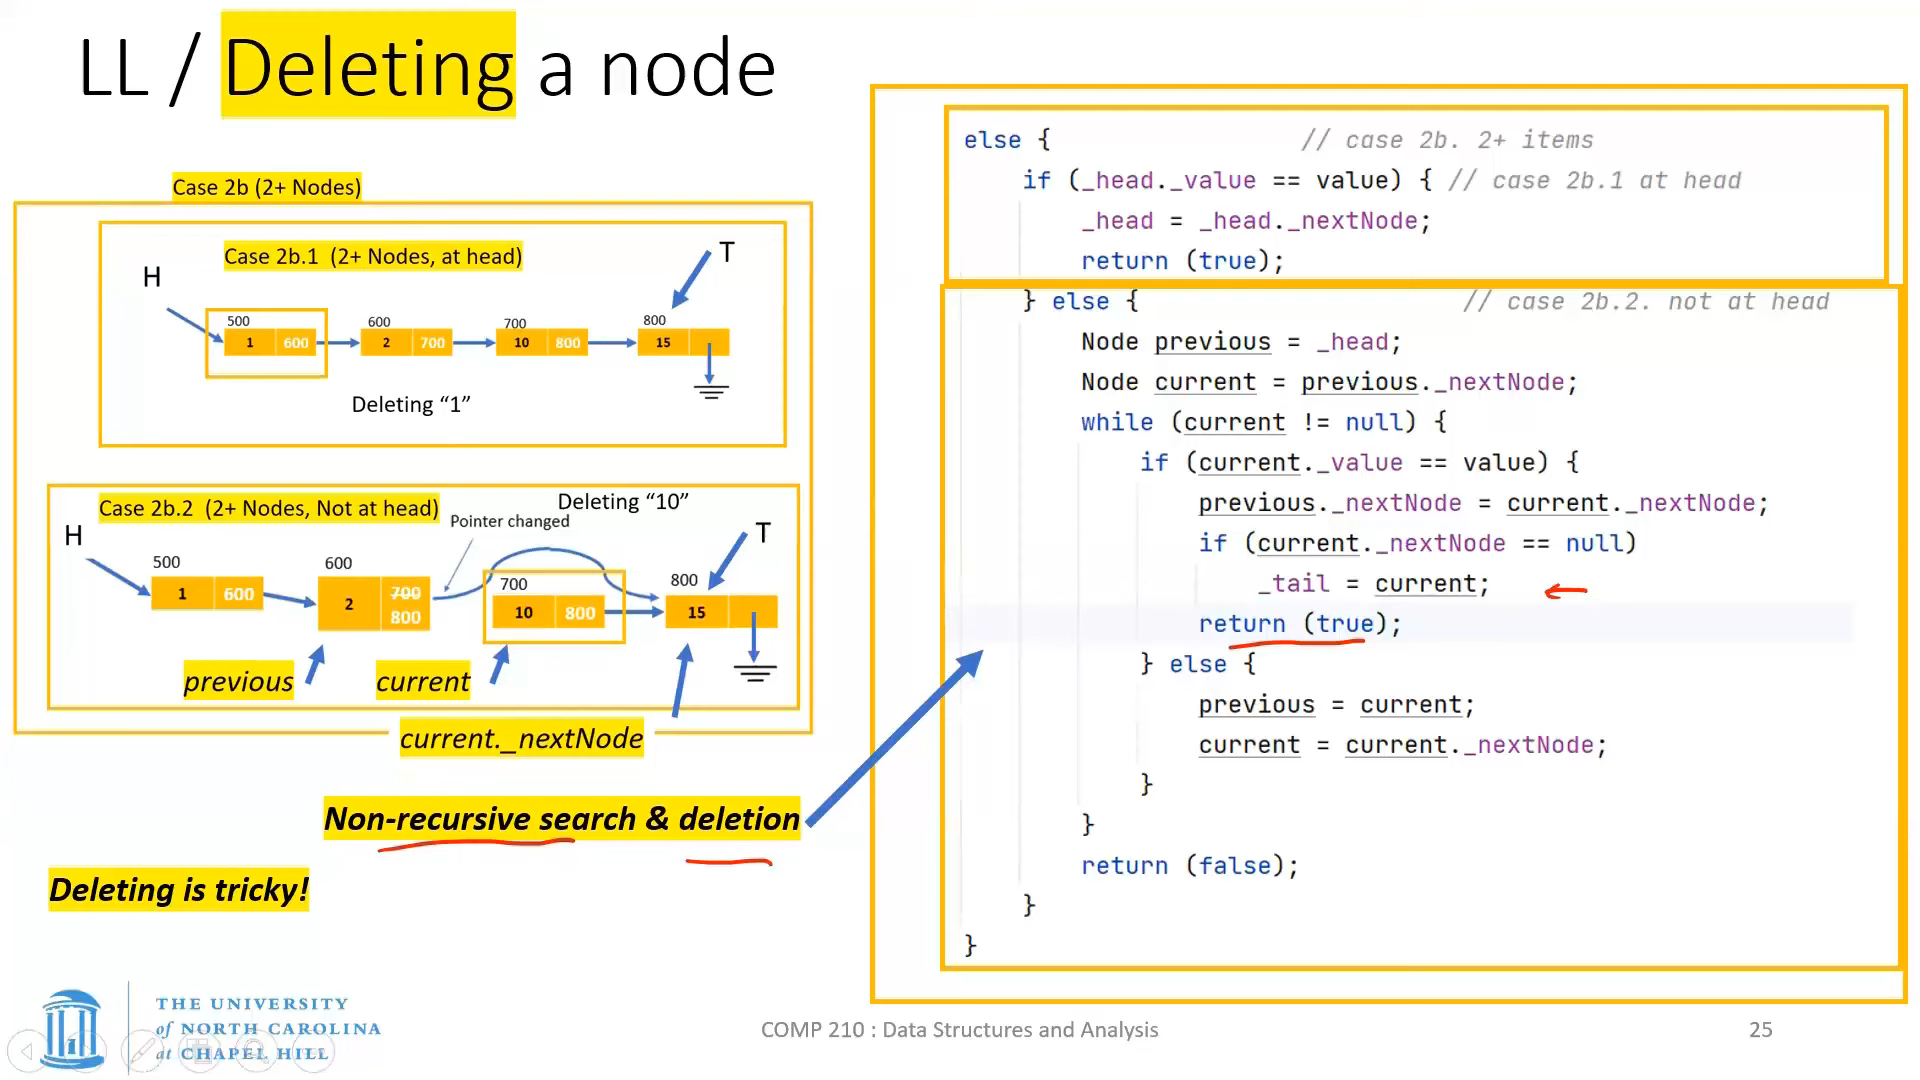 LL / Deleting a node
Case 2b (2+ Nodes)
Case 2b.1 (2+ Nodes, at head)
H
T
500
600
700
800
1 600
2 700
10 800
15
Deleting “1”
Case 2b.2 (2+ Nodes, Not at head)
Deleting “10”
Pointer changed
H
T
500
600
700
800
1 600
2 700
800
10 800
15
previous
current
current._nextNode
Non-recursive search & deletion
Deleting is tricky!
else { // case 2b. 2+ items
if (_head._value == value) { // case 2b.1 at head
_head = _head._nextNode;
return (true);
} else { // case 2b.2. not at head
Node previous = _head;
Node current = previous._nextNode;
while (current != null) {
if (current._value == value) {
previous._nextNode = current._nextNode;
if (current._nextNode == null)
_tail = current;
return (true);
} else {
previous = current;
current = current._nextNode;
}
}
return (false);
}
}
THE UNIVERSITY
of NORTH CAROLINA
at CHAPEL HILL
COMP 210 : Data Structures and Analysis
25